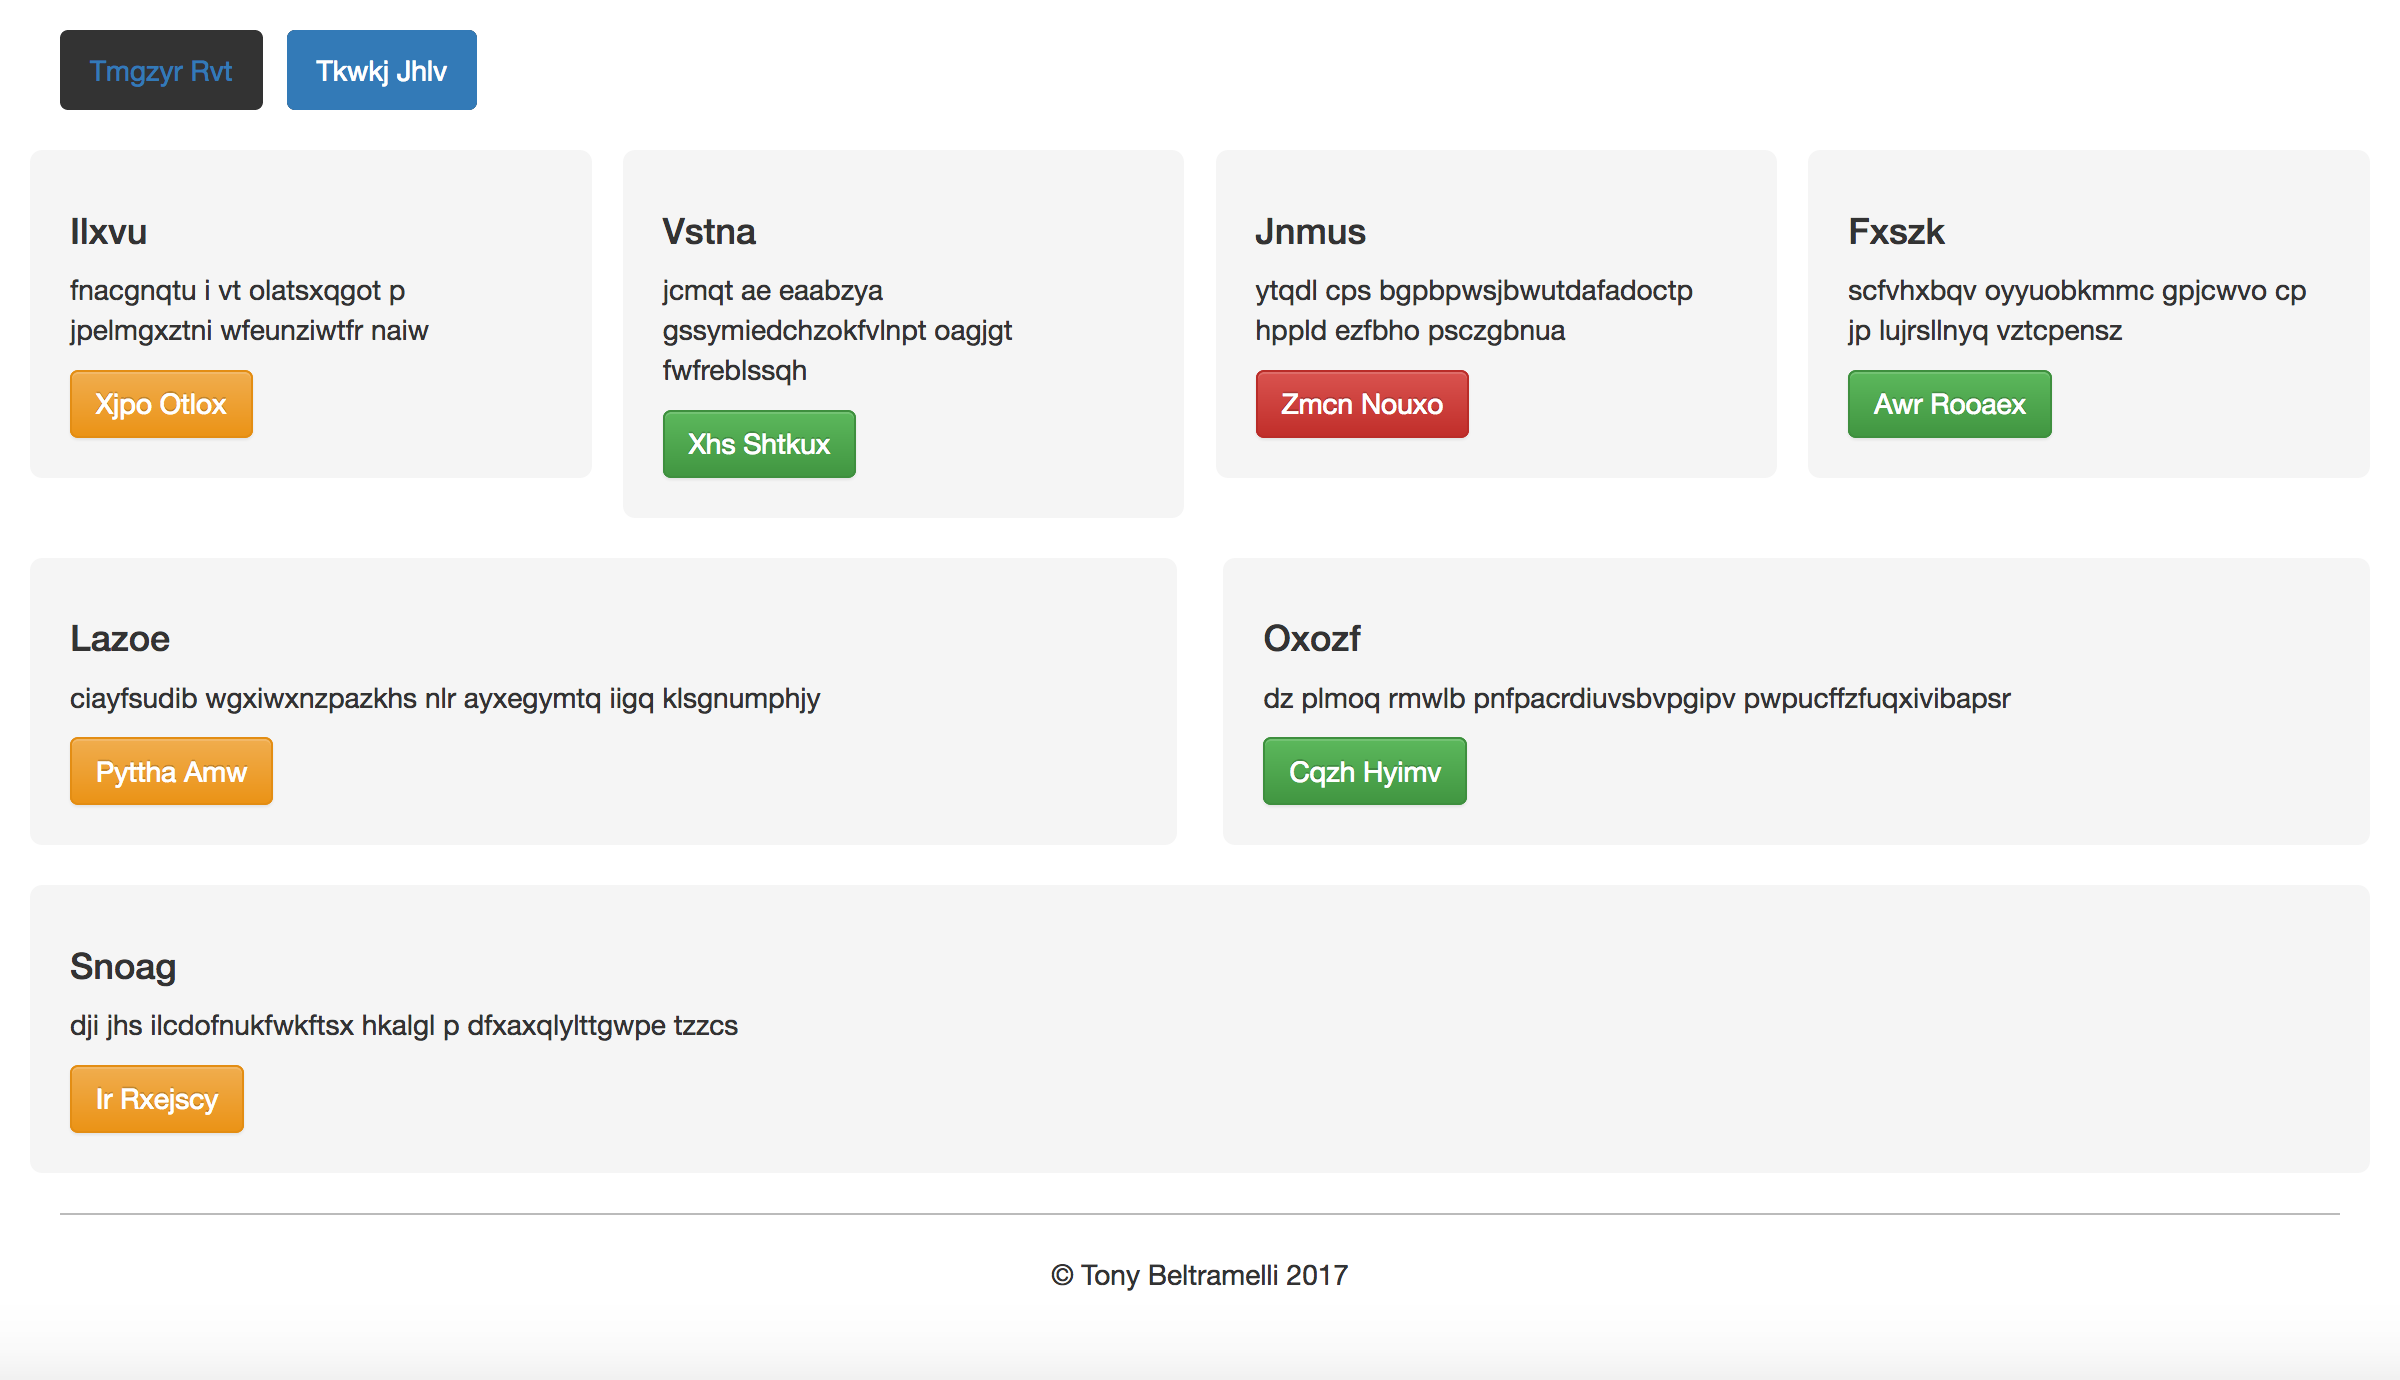 Tmgzyr Rvt
Tkwkj Jhlv
Ilxvu
fnacgnqtu i vt olatsxqgot p
jpelmgxztni wfeunziwtfr naiw
Xjpo Otlox
Vstna
jcmqt ae eaabzya
gssymiedchzokfvlnpt oagjgt
fwfreblssqh
Xhs Shtkux
Jnmus
ytqdl cps bgpbpwsjbwutdafadoctp
hppld ezfbho psczgbnua
Zmcn Nouxo
Fxszk
scfvhxbqv oyyuobkmmc gpjcwvo cp
jp lujrsllnyq vztcpensz
Awr Rooaex
Lazoe
ciayfsudib wgxiwxnzpazkhs nlr ayxegymtq iigq klsgnumphjy
Pyttha Amw
Oxozf
dz plmoq rmwlb pnfpacrdiuvsbvpgipv pwpucffzfuqxivibapsr
Cqzh Hyimv
Snoag
dji jhs ilcdofnukfwkftsx hkalgl p dfxaxqlylttgwpe tzzcs
Ir Rxejscy
© Tony Beltramelli 2017